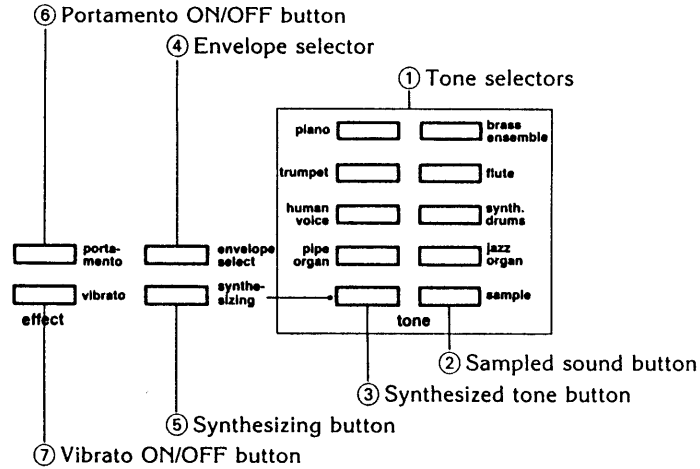 ⑥ Portamento ON/OFF button
④ Envelope selector
① Tone selectors
piano
brass
ensemble
trumpet
flute
human
voice
synth.
drums
porta-
mento
envelope
select
pipe
organ
jazz
organ
vibrato
synthe-
sizing
sample
effect
tone
② Sampled sound button
③ Synthesized tone button
⑤ Synthesizing button
⑦ Vibrato ON/OFF button